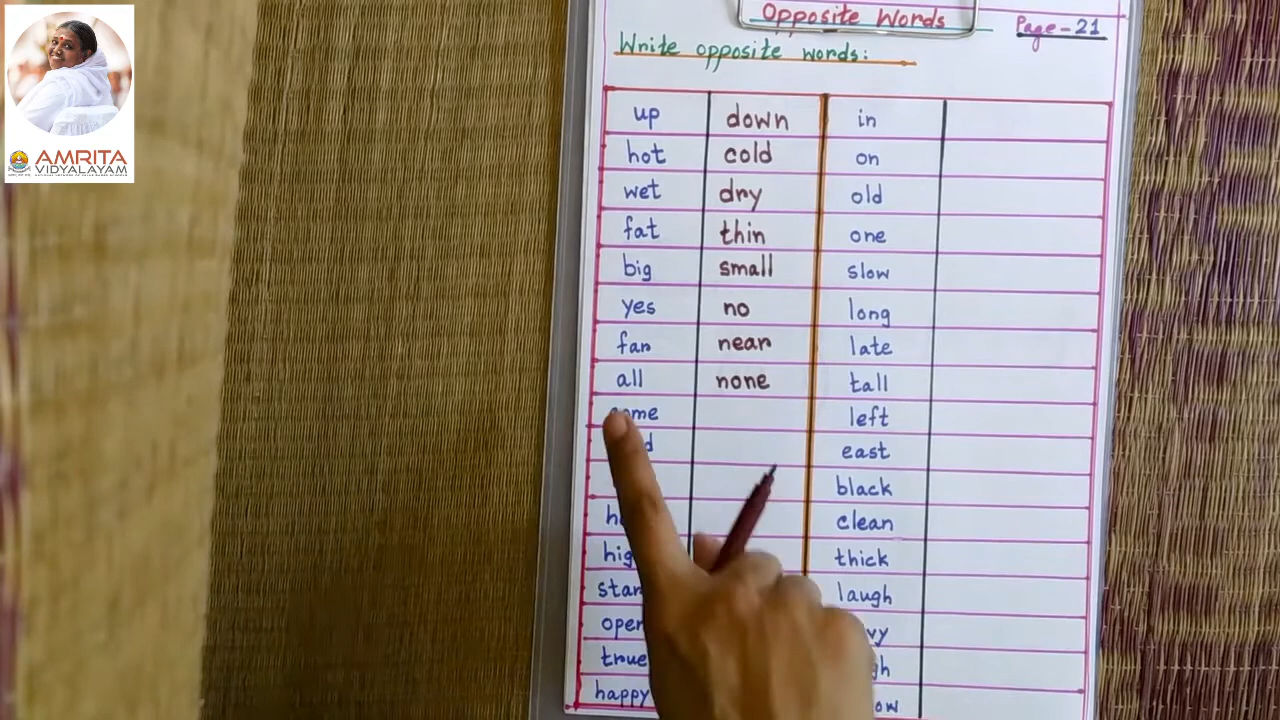 AMRITA
VIDYALAYAM
Opposite Words
Page-21
Write opposite words:
up down in
hot cold on
wet dry old
fat thin one
big small slow
yes no long
far near late
all none tall
left
east
black
clean
thick
laugh
true
happy